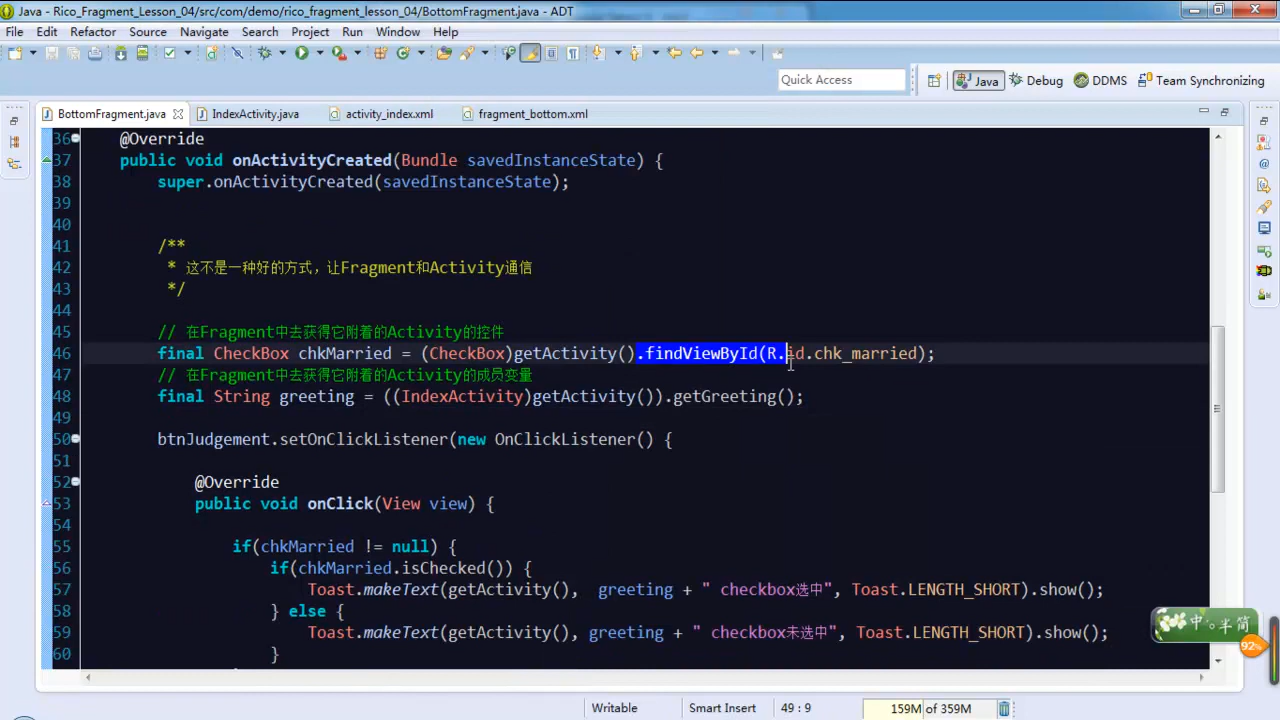 Java - Rico_Fragment_Lesson_04/src/com/demo/rico_fragment_lesson_04/BottomFragment.java - ADT
File Edit Refactor Source Navigate Search Project Run Window Help
Quick Access
Java Debug DDMS Team Synchronizing
BottomFragment.java IndexActivity.java activity_index.xml fragment_bottom.xml
36 @Override
37 public void onActivityCreated(Bundle savedInstanceState) {
38 super.onActivityCreated(savedInstanceState);
39
40
41 /**
42 * 这不是一种好的方式，让Fragment和Activity通信
43 */
44
45 // 在Fragment中去获得它附着的Activity的控件
46 final CheckBox chkMarried = (CheckBox)getActivity().findViewById(R.id.chk_married);
47 // 在Fragment中去获得它附着的Activity的成员变量
48 final String greeting = ((IndexActivity)getActivity()).getGreeting();
49
50 btnJudgement.setOnClickListener(new OnClickListener() {
51
52 @Override
53 public void onClick(View view) {
54
55 if(chkMarried != null) {
56 if(chkMarried.isChecked()) {
57 Toast.makeText(getActivity(), greeting + " checkbox选中", Toast.LENGTH_SHORT).show();
58 } else {
59 Toast.makeText(getActivity(), greeting + " checkbox未选中", Toast.LENGTH_SHORT).show();
60 }
中 半 简
92%
Writable Smart Insert 49 : 9 159M of 359M